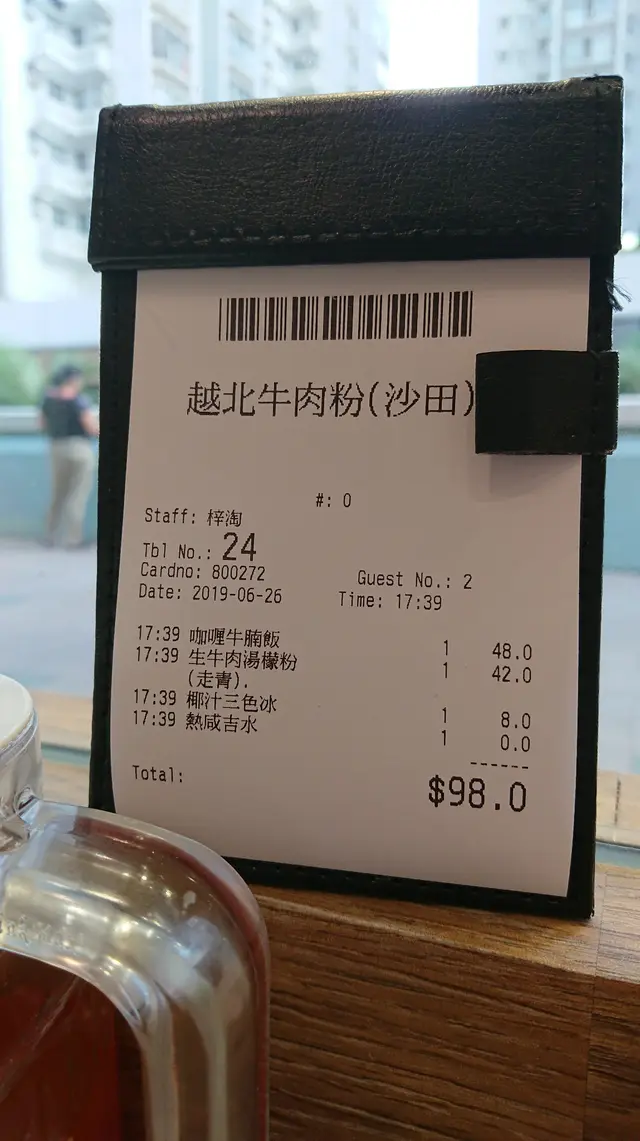 越北牛肉粉(沙田)
#: 0
Staff: 梓淘
Tbl No.: 24
Cardno: 800272 Guest No.: 2
Date: 2019-06-26 Time: 17:39
17:39 咖喱牛腩飯 1 48.0
17:39 生牛肉湯檬粉 1 42.0
(走青).
17:39 椰汁三色冰 1 8.0
17:39 熱咸吉水 1 0.0
------
Total: $98.0